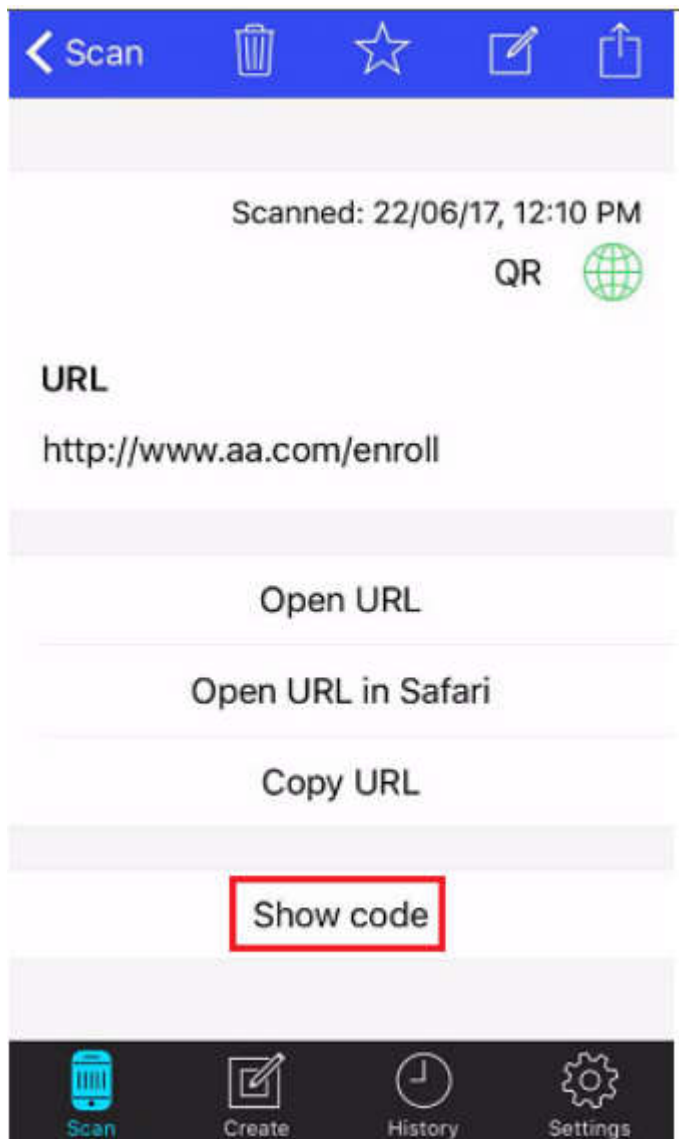 Scan
Scanned: 22/06/17, 12:10 PM
QR
URL
http://www.aa.com/enroll
Open URL
Open URL in Safari
Copy URL
Show code
Scan Create History Settings